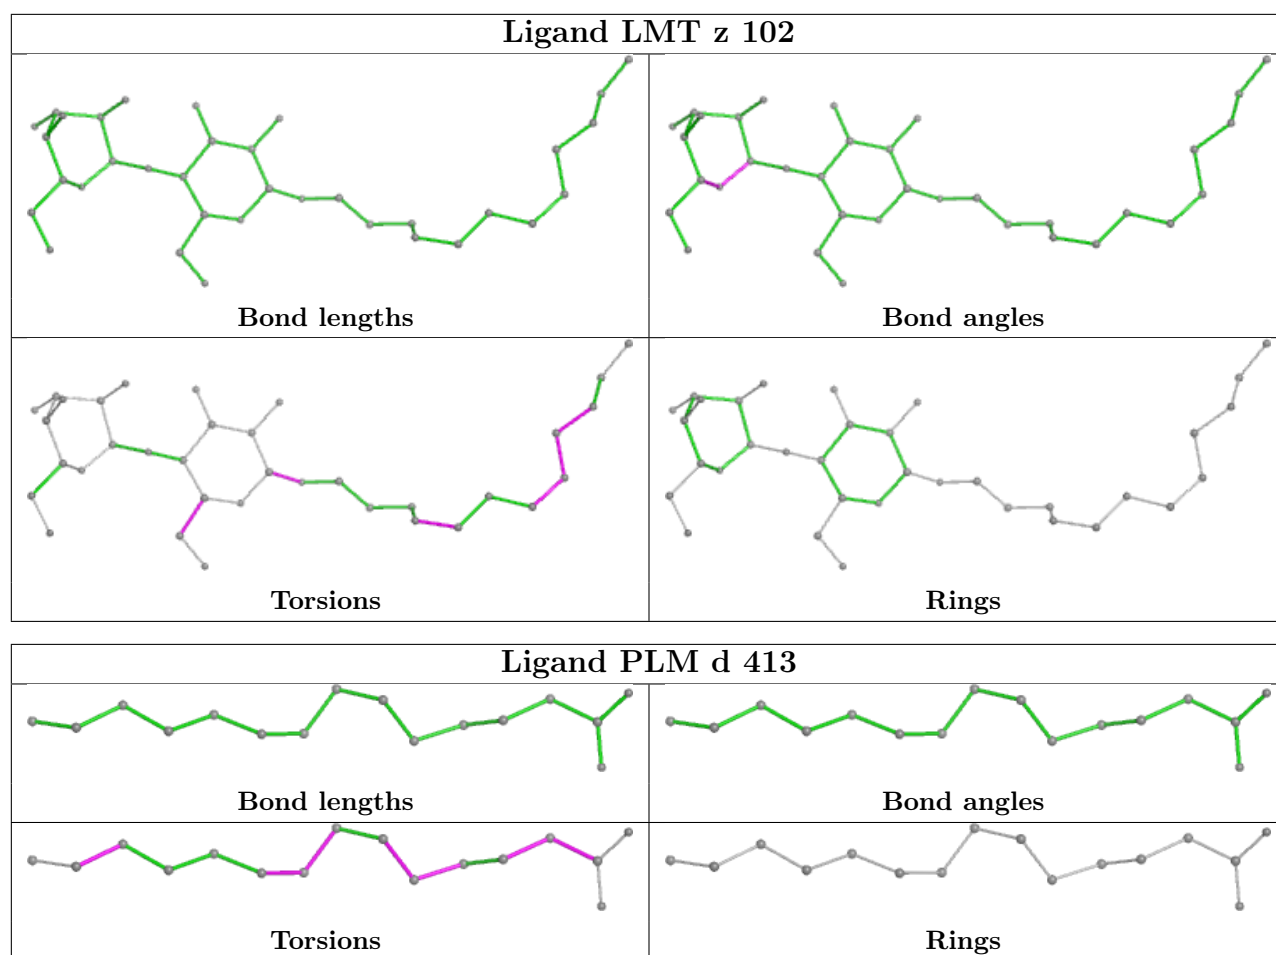 Ligand LMT z 102
Bond lengths
Bond angles
Torsions
Rings
Ligand PLM d 413
Bond lengths
Bond angles
Torsions
Rings